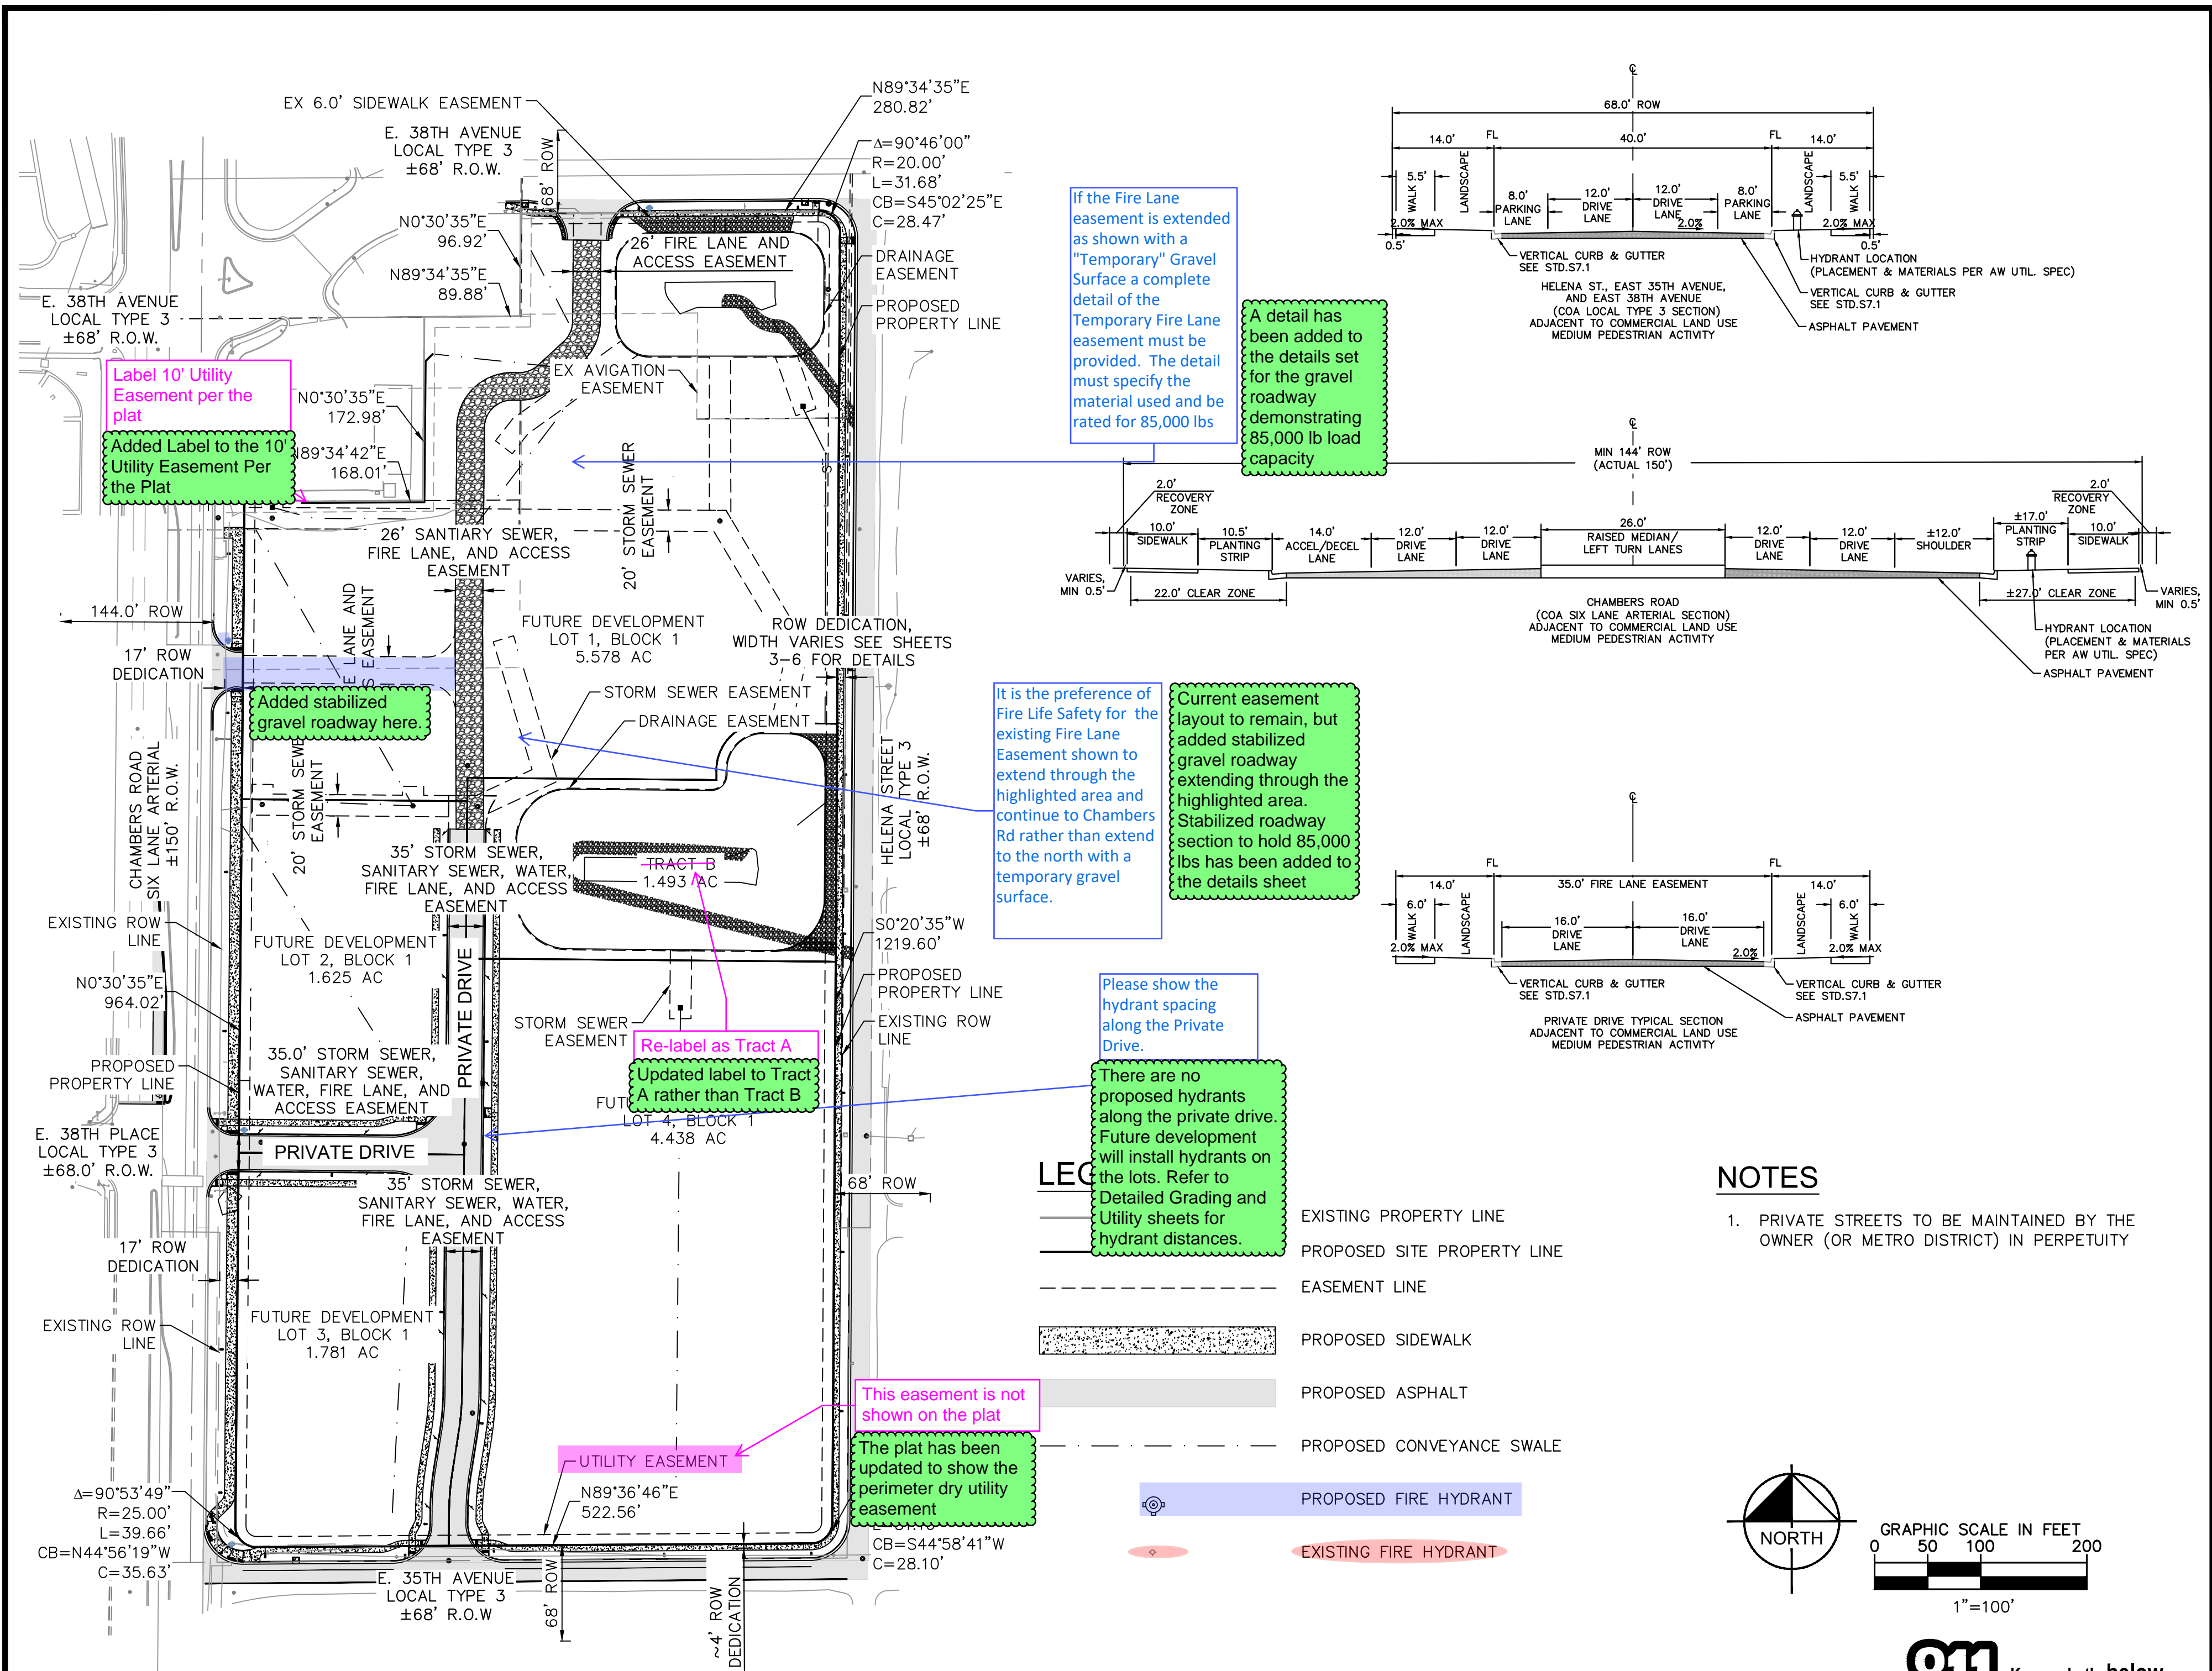 EX 6.0' SIDEWALK EASEMENT
E. 38TH AVENUE
LOCAL TYPE 3
±68' R.O.W.
68' ROW
N89°34'35"E
280.82'
Δ=90°46'00"
R=20.00'
L=31.68'
CB=S45°02'25"E
C=28.47'
N0°30'35"E
96.92'
N89°34'35"E
89.88'
26' FIRE LANE AND
ACCESS EASEMENT
DRAINAGE
EASEMENT
PROPOSED
PROPERTY LINE
E. 38TH AVENUE
LOCAL TYPE 3
±68' R.O.W.
Label 10' Utility
Easement per the
plat
Added Label to the 10'
Utility Easement Per
the Plat
N0°30'35"E
172.98'
N89°34'42"E
168.01'
EX AVIGATION
EASEMENT
20' STORM SEWER
EASEMENT
26' SANTIARY SEWER,
FIRE LANE, AND ACCESS
EASEMENT
144.0' ROW
17' ROW
DEDICATION
E LANE AND
S EASEMENT
Added stabilized
gravel roadway here.
FUTURE DEVELOPMENT
LOT 1, BLOCK 1
5.578 AC
ROW DEDICATION,
WIDTH VARIES SEE SHEETS
3-6 FOR DETAILS
STORM SEWER EASEMENT
DRAINAGE EASEMENT
CHAMBERS ROAD
SIX LANE ARTERIAL
±150' R.O.W.
20' STORM SEWE
EASEMENT
HELENA STREET
LOCAL TYPE 3
±68' R.O.W.
35' STORM SEWER,
SANITARY SEWER, WATER,
FIRE LANE, AND ACCESS
EASEMENT
TRACT B
1.493 AC
EXISTING ROW
LINE
FUTURE DEVELOPMENT
LOT 2, BLOCK 1
1.625 AC
PRIVATE DRIVE
S0°20'35"W
1219.60'
PROPOSED
PROPERTY LINE
EXISTING ROW
LINE
N0°30'35"E
964.02'
STORM SEWER
EASEMENT
Re-label as Tract A
Updated label to Tract
A rather than Tract B
PROPOSED
PROPERTY LINE
35.0' STORM SEWER,
SANITARY SEWER,
WATER, FIRE LANE, AND
ACCESS EASEMENT
FUTU
LOT 4, BLOCK 1
4.438 AC
E. 38TH PLACE
LOCAL TYPE 3
±68.0' R.O.W.
PRIVATE DRIVE
35' STORM SEWER,
SANITARY SEWER, WATER,
FIRE LANE, AND ACCESS
EASEMENT
68' ROW
17' ROW
DEDICATION
EXISTING ROW
LINE
FUTURE DEVELOPMENT
LOT 3, BLOCK 1
1.781 AC
This easement is not
shown on the plat
The plat has been
updated to show the
perimeter dry utility
easement
UTILITY EASEMENT
N89°36'46"E
522.56'
Δ=90°53'49"
R=25.00'
L=39.66'
CB=N44°56'19"W
C=35.63'
CB=S44°58'41"W
C=28.10'
E. 35TH AVENUE
LOCAL TYPE 3
±68' R.O.W
68' ROW
~4' ROW
DEDICATION
If the Fire Lane
easement is extended
as shown with a
"Temporary" Gravel
Surface a complete
detail of the
Temporary Fire Lane
easement must be
provided. The detail
must specify the
material used and be
rated for 85,000 lbs
A detail has
been added to
the details set
for the gravel
roadway
demonstrating
85,000 lb load
capacity
It is the preference of
Fire Life Safety for the
existing Fire Lane
Easement shown to
extend through the
highlighted area and
continue to Chambers
Rd rather than extend
to the north with a
temporary gravel
surface.
Current easement
layout to remain, but
added stabilized
gravel roadway
extending through the
highlighted area.
Stabilized roadway
section to hold 85,000
lbs has been added to
the details sheet
Please show the
hydrant spacing
along the Private
Drive.
There are no
proposed hydrants
along the private drive.
Future development
will install hydrants on
the lots. Refer to
Detailed Grading and
Utility sheets for
hydrant distances.
℄
68.0' ROW
14.0' FL 40.0' FL 14.0'
5.5' WALK
LANDSCAPE
8.0'
PARKING
LANE
12.0'
DRIVE
LANE
12.0'
DRIVE
LANE
8.0'
PARKING
LANE
LANDSCAPE
5.5' WALK
2.0% MAX
2.0%
2.0% MAX
0.5'
0.5'
VERTICAL CURB & GUTTER
SEE STD.S7.1
HYDRANT LOCATION
(PLACEMENT & MATERIALS PER AW UTIL. SPEC)
VERTICAL CURB & GUTTER
SEE STD.S7.1
ASPHALT PAVEMENT
HELENA ST., EAST 35TH AVENUE,
AND EAST 38TH AVENUE
(COA LOCAL TYPE 3 SECTION)
ADJACENT TO COMMERCIAL LAND USE
MEDIUM PEDESTRIAN ACTIVITY
℄
MIN 144' ROW
(ACTUAL 150')
2.0'
RECOVERY
ZONE
2.0'
RECOVERY
ZONE
10.0'
SIDEWALK
10.5'
PLANTING
STRIP
14.0'
ACCEL/DECEL
LANE
12.0'
DRIVE
LANE
12.0'
DRIVE
LANE
26.0'
RAISED MEDIAN/
LEFT TURN LANES
12.0'
DRIVE
LANE
12.0'
DRIVE
LANE
±12.0'
SHOULDER
±17.0'
PLANTING
STRIP
10.0'
SIDEWALK
VARIES,
MIN 0.5'
22.0' CLEAR ZONE
±27.0' CLEAR ZONE
VARIES,
MIN 0.5'
CHAMBERS ROAD
(COA SIX LANE ARTERIAL SECTION)
ADJACENT TO COMMERCIAL LAND USE
MEDIUM PEDESTRIAN ACTIVITY
HYDRANT LOCATION
(PLACEMENT & MATERIALS
PER AW UTIL. SPEC)
ASPHALT PAVEMENT
℄
FL
FL
14.0' 35.0' FIRE LANE EASEMENT 14.0'
6.0' WALK
LANDSCAPE
16.0'
DRIVE
LANE
16.0'
DRIVE
LANE
LANDSCAPE
6.0' WALK
2.0% MAX
2.0%
2.0% MAX
VERTICAL CURB & GUTTER
SEE STD.S7.1
VERTICAL CURB & GUTTER
SEE STD.S7.1
ASPHALT PAVEMENT
PRIVATE DRIVE TYPICAL SECTION
ADJACENT TO COMMERCIAL LAND USE
MEDIUM PEDESTRIAN ACTIVITY
LEG
EXISTING PROPERTY LINE
PROPOSED SITE PROPERTY LINE
EASEMENT LINE
PROPOSED SIDEWALK
PROPOSED ASPHALT
PROPOSED CONVEYANCE SWALE
PROPOSED FIRE HYDRANT
EXISTING FIRE HYDRANT
NOTES
1. PRIVATE STREETS TO BE MAINTAINED BY THE
OWNER (OR METRO DISTRICT) IN PERPETUITY
NORTH
GRAPHIC SCALE IN FEET
0 50 100 200
1"=100'
811 below